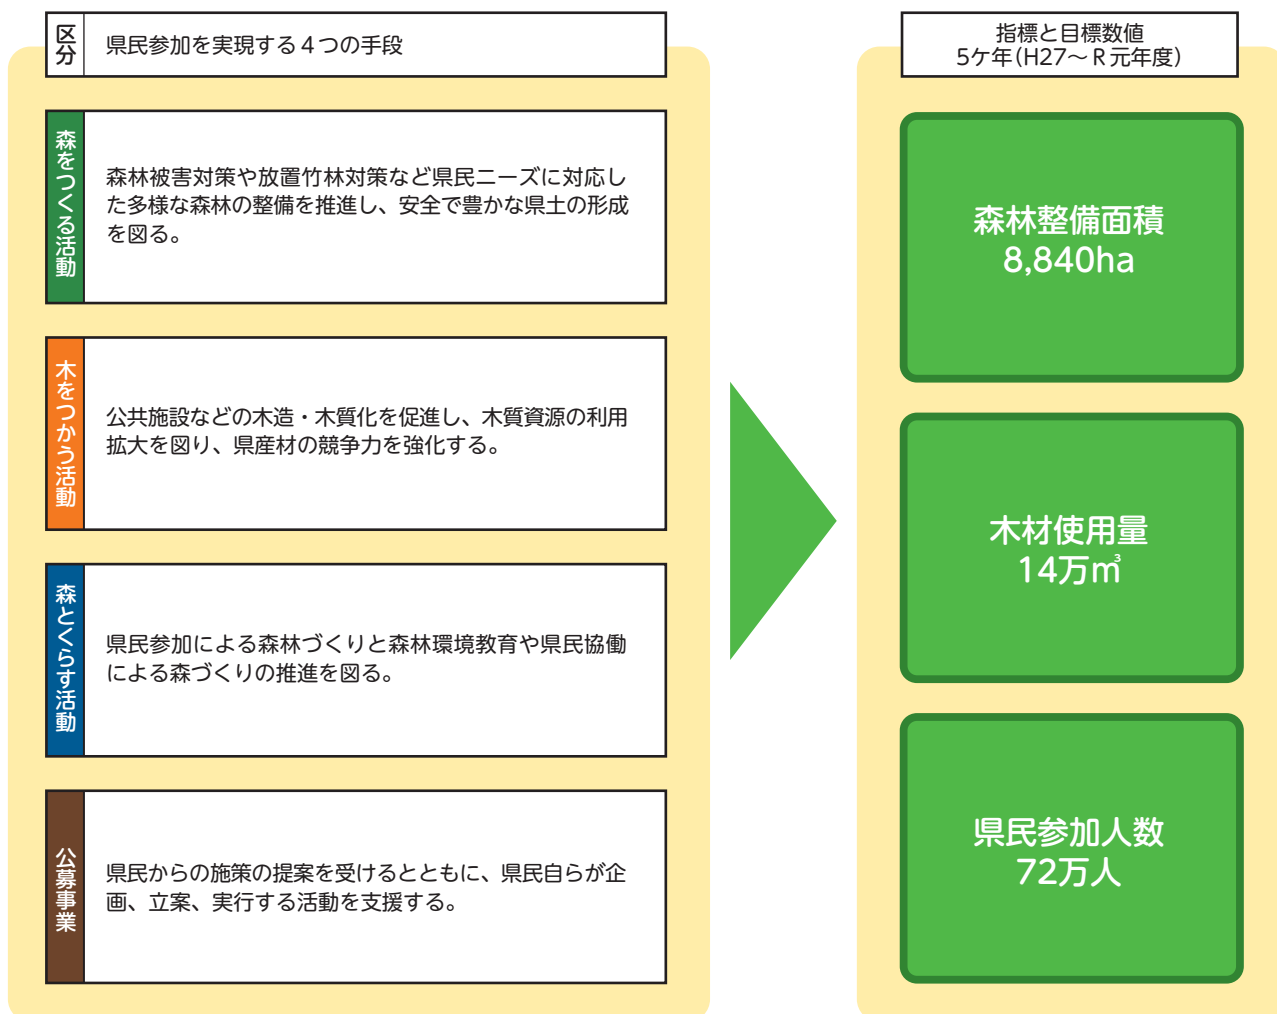 区分
県民参加を実現する4つの手段
森をつくる活動
森林被害対策や放置竹林対策など県民ニーズに対応し
た多様な森林の整備を推進し、安全で豊かな県土の形成
を図る。
木をつかう活動
公共施設などの木造・木質化を促進し、木質資源の利用
拡大を図り、県産材の競争力を強化する。
森とくらす活動
県民参加による森林づくりと森林環境教育や県民協働
による森づくりの推進を図る。
公募事業
県民からの施策の提案を受けるとともに、県民自らが企
画、立案、実行する活動を支援する。
指標と目標数値
5ケ年(H27〜R元年度)
森林整備面積
8,840ha
木材使用量
14万㎥
県民参加人数
72万人